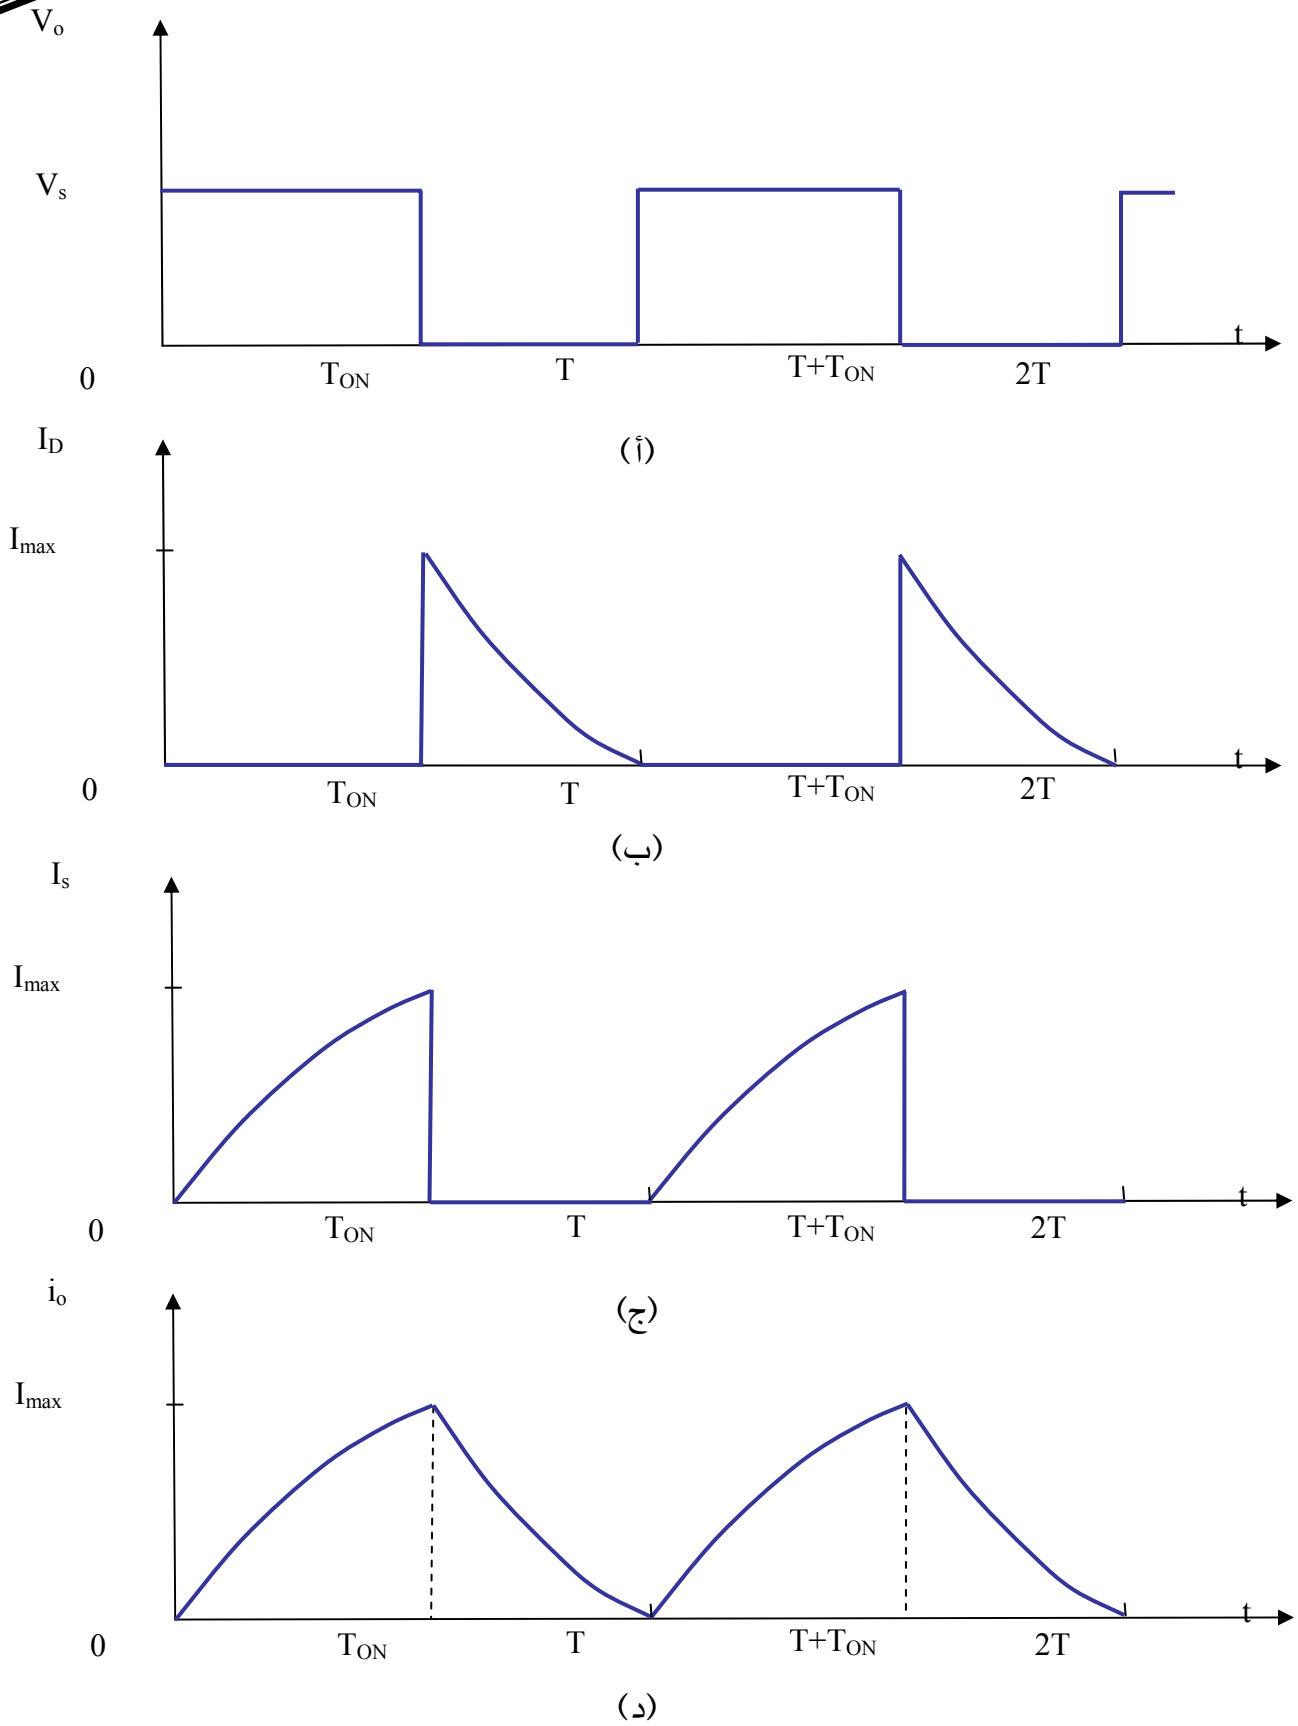 Vo
Vs
t
0 TON T T+TON 2T
(أ)
ID
Imax
t
0 TON T T+TON 2T
(ب)
Is
Imax
t
0 TON T T+TON 2T
(ج)
io
Imax
t
0 TON T T+TON 2T
(د)